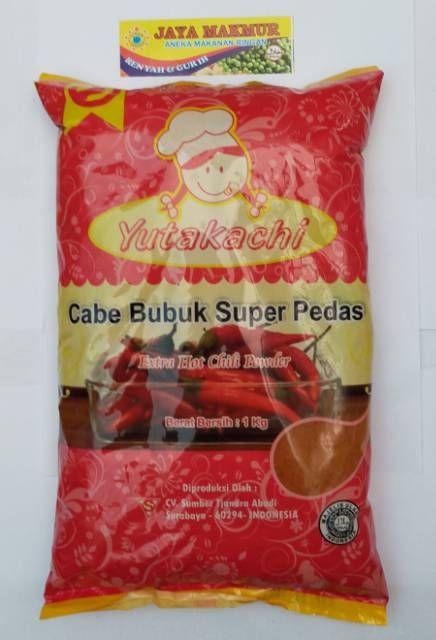 JAYA MAKMUR
ANEKA MAKANAN RINGAN
RENYAH & GURIH
Yutakachi
Cabe Bubuk Super Pedas
Extra Hot Chili Powder
Berat Bersih : 1 Kg
Diproduksi Oleh :
CV. Sumber Tjandra Abadi
Surabaya - 60294- INDONESIA